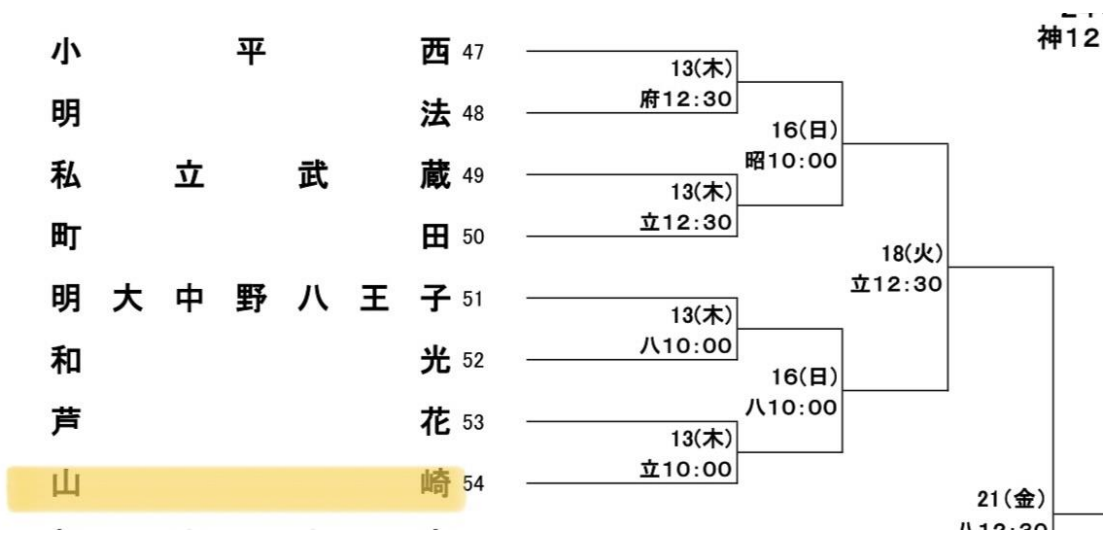 神12
小平西 47
13(木)
府12:30
明法 48
16(日)
昭10:00
私立武蔵 49
13(木)
立12:30
町田 50
18(火)
立12:30
明大中野八王子 51
13(木)
八10:00
和光 52
16(日)
八10:00
芦花 53
13(木)
立10:00
山崎 54
21(金)
八12:30